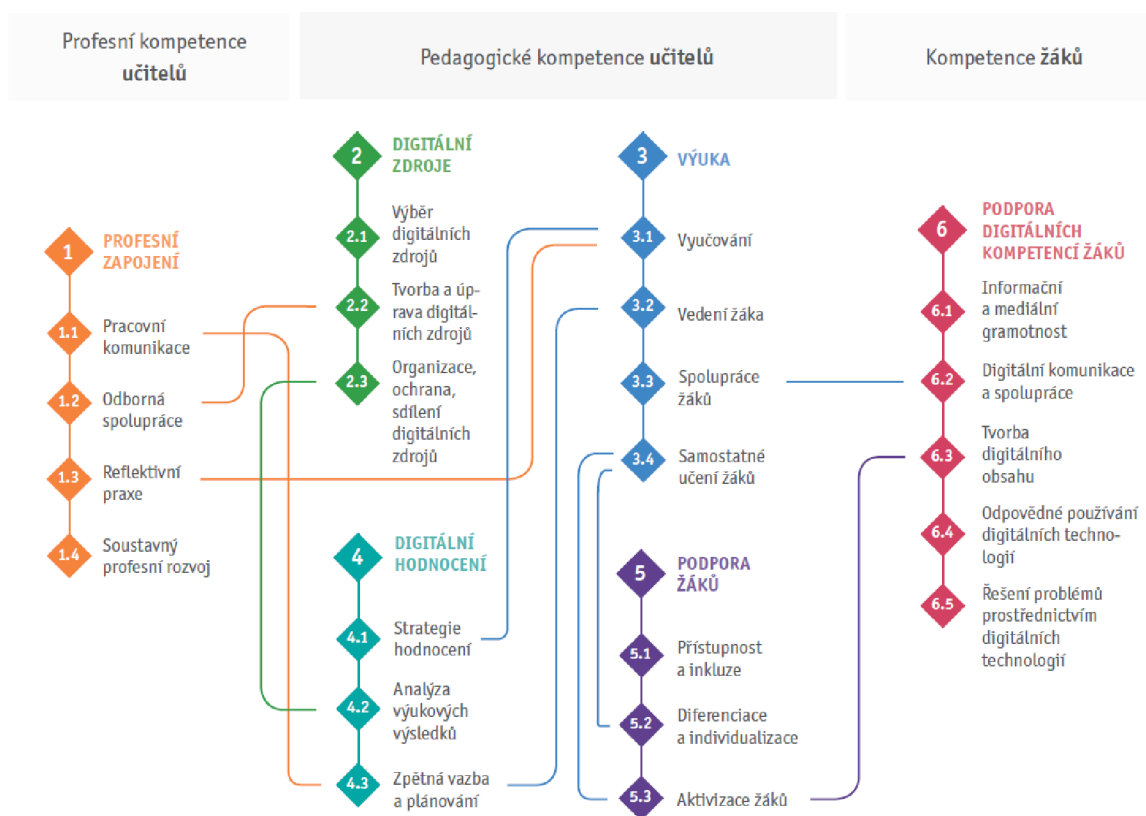 Profesní kompetence
učitelů
Pedagogické kompetence učitelů
Kompetence žáků
1
PROFESNÍ
ZAPOJENÍ
1.1
Pracovní
komunikace
1.2
Odborná
spolupráce
1.3
Reflektivní
praxe
1.4
Soustavný
profesní rozvoj
2
DIGITÁLNÍ
ZDROJE
2.1
Výběr
digitálních
zdrojů
2.2
Tvorba a úp-
rava digitál-
ních zdrojů
2.3
Organizace,
ochrana,
sdílení
digitálních
zdrojů
4
DIGITÁLNÍ
HODNOCENÍ
4.1
Strategie
hodnocení
4.2
Analýza
výukových
výsledků
4.3
Zpětná vazba
a plánování
3
VÝUKA
3.1
Vyučování
3.2
Vedení žáka
3.3
Spolupráce
žáků
3.4
Samostatné
učení žáků
5
PODPORA
ŽÁKŮ
5.1
Přístupnost
a inkluze
5.2
Diferenciace
a individualizace
5.3
Aktivizace žáků
6
PODPORA
DIGITÁLNÍCH
KOMPETENCÍ ŽÁKŮ
6.1
Informační
a mediální
gramotnost
6.2
Digitální komunikace
a spolupráce
6.3
Tvorba
digitálního
obsahu
6.4
Odpovědné používání
digitálních techno-
logií
6.5
Řešení problémů
prostřednictvím
digitálních
technologií